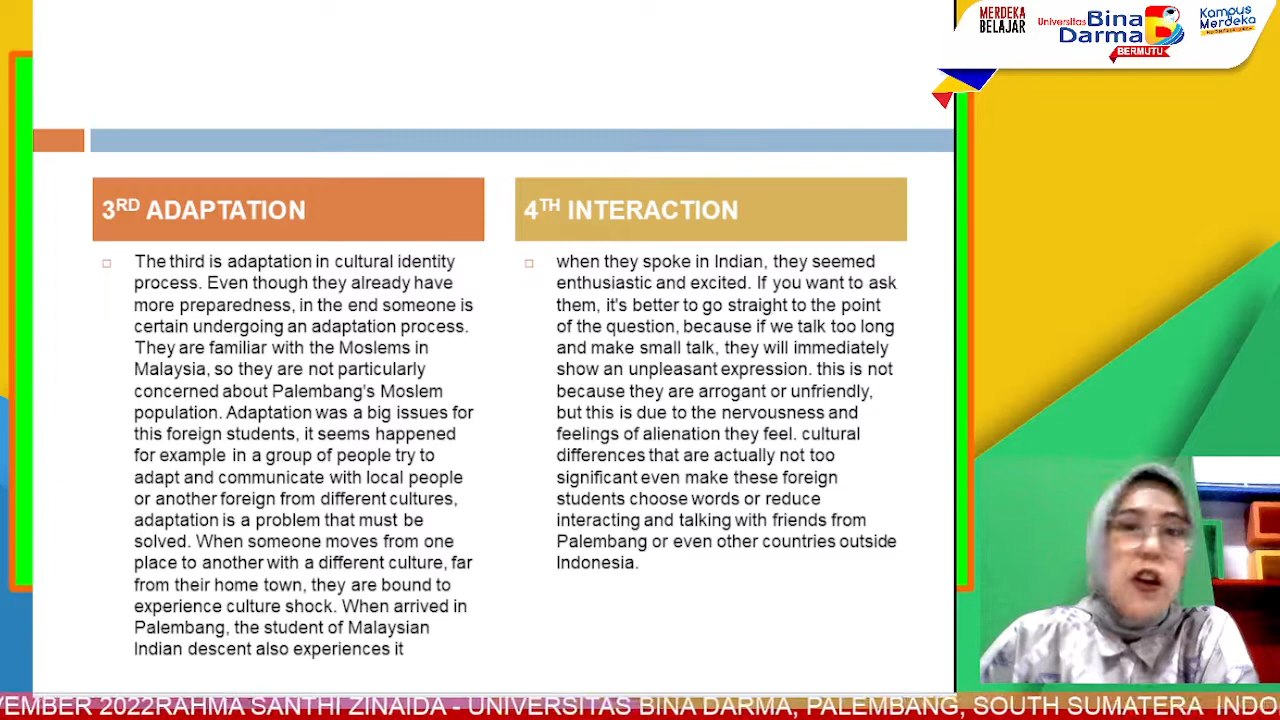 MERDEKA
BELAJAR
Universitas Bina
Darma
BERMUTU
Kampus
Merdeka
3RD ADAPTATION
The third is adaptation in cultural identity
process. Even though they already have
more preparedness, in the end someone is
certain undergoing an adaptation process.
They are familiar with the Moslems in
Malaysia, so they are not particularly
concerned about Palembang's Moslem
population. Adaptation was a big issues for
this foreign students, it seems happened
for example in a group of people try to
adapt and communicate with local people
or another foreign from different cultures,
adaptation is a problem that must be
solved. When someone moves from one
place to another with a different culture, far
from their home town, they are bound to
experience culture shock. When arrived in
Palembang, the student of Malaysian
Indian descent also experiences it
4TH INTERACTION
when they spoke in Indian, they seemed
enthusiastic and excited. If you want to ask
them, it's better to go straight to the point
of the question, because if we talk too long
and make small talk, they will immediately
show an unpleasant expression. this is not
because they are arrogant or unfriendly,
but this is due to the nervousness and
feelings of alienation they feel. cultural
differences that are actually not too
significant even make these foreign
students choose words or reduce
interacting and talking with friends from
Palembang or even other countries outside
Indonesia.
VEMBER 2022RAHMA SANTHI ZINAIDA - UNIVERSITAS BINA DARMA, PALEMBANG, SOUTH SUMATERA INDO